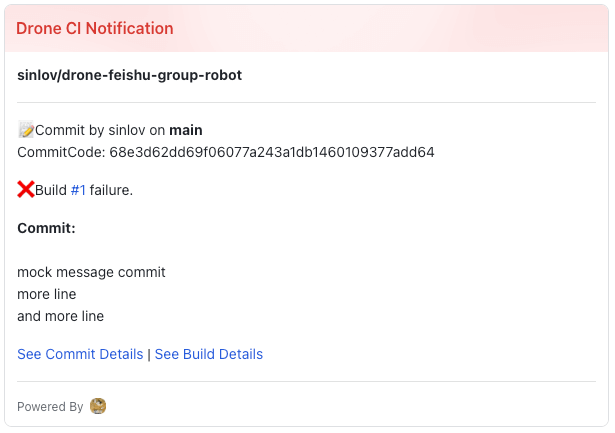 Drone CI Notification
sinlov/drone-feishu-group-robot
📝Commit by sinlov on main
CommitCode: 68e3d62dd69f06077a243a1db1460109377add64
❌Build #1 failure.
Commit:
mock message commit
more line
and more line
See Commit Details | See Build Details
Powered By